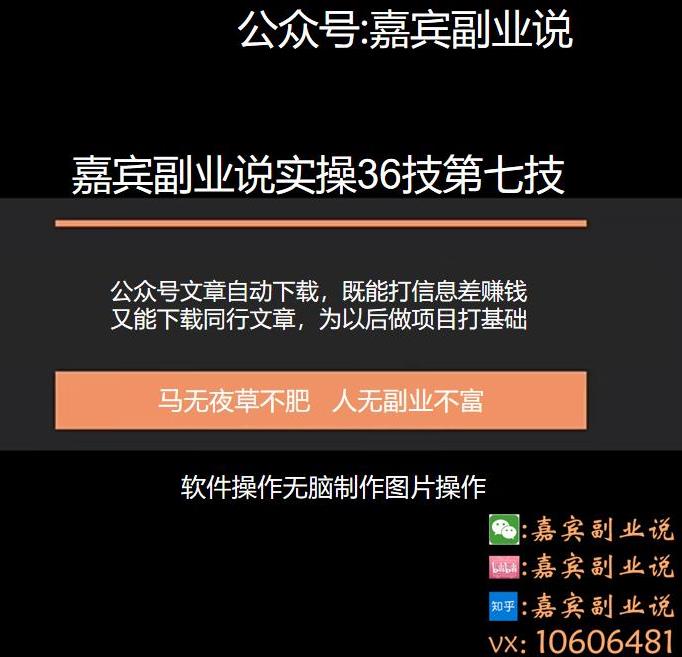 公众号:嘉宾副业说
嘉宾副业说实操36技第七技
公众号文章自动下载，既能打信息差赚钱
又能下载同行文章，为以后做项目打基础
马无夜草不肥 人无副业不富
软件操作无脑制作图片操作
:嘉宾副业说
bilibili:嘉宾副业说
知乎:嘉宾副业说
VX: 10606481